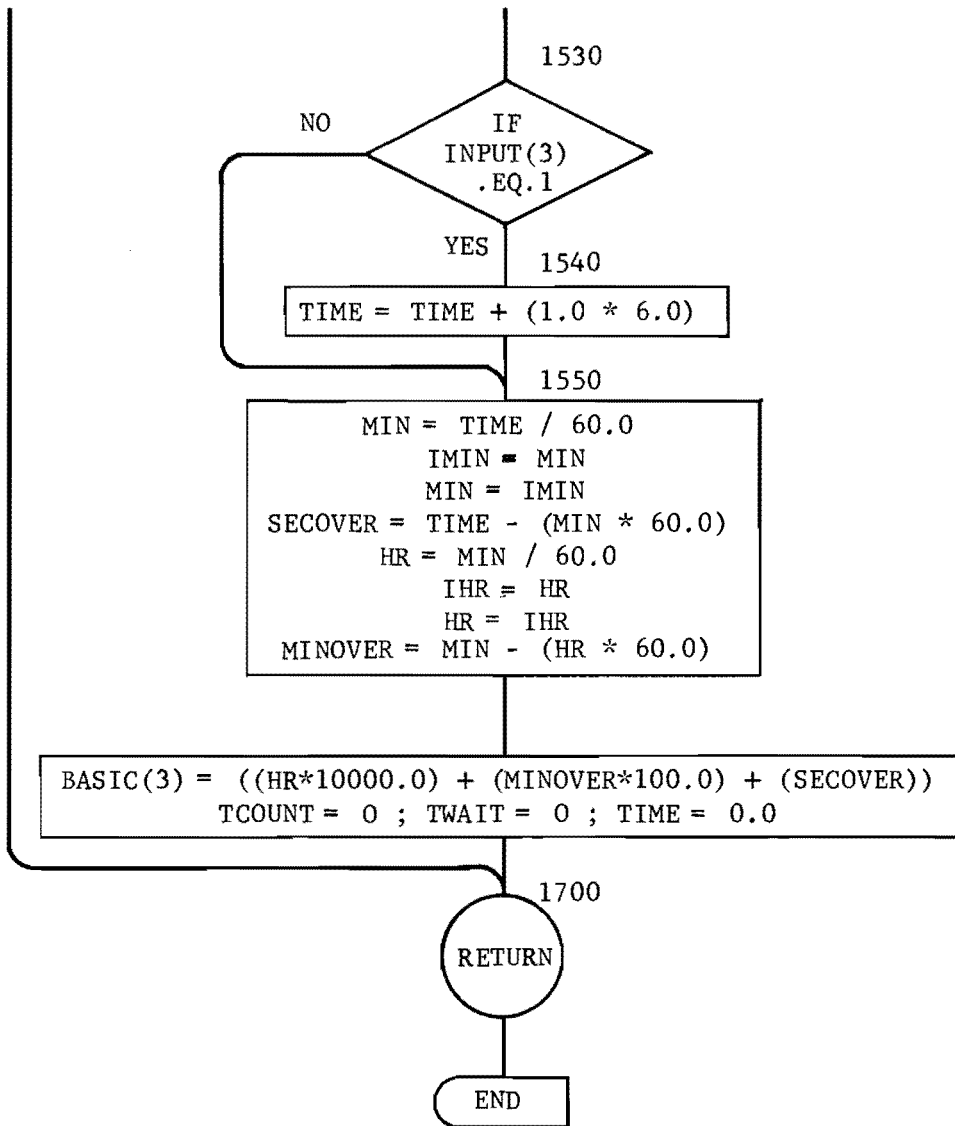 1530
NO
IF
INPUT(3)
.EQ.1
YES
1540
TIME = TIME + (1.0 * 6.0)
1550
MIN = TIME / 60.0
IMIN = MIN
MIN = IMIN
SECOVER = TIME - (MIN * 60.0)
HR = MIN / 60.0
IHR = HR
HR = IHR
MINOVER = MIN - (HR * 60.0)
BASIC(3) = ((HR*10000.0) + (MINOVER*100.0) + (SECOVER))
TCOUNT = 0 ; TWAIT = 0 ; TIME = 0.0
1700
RETURN
END